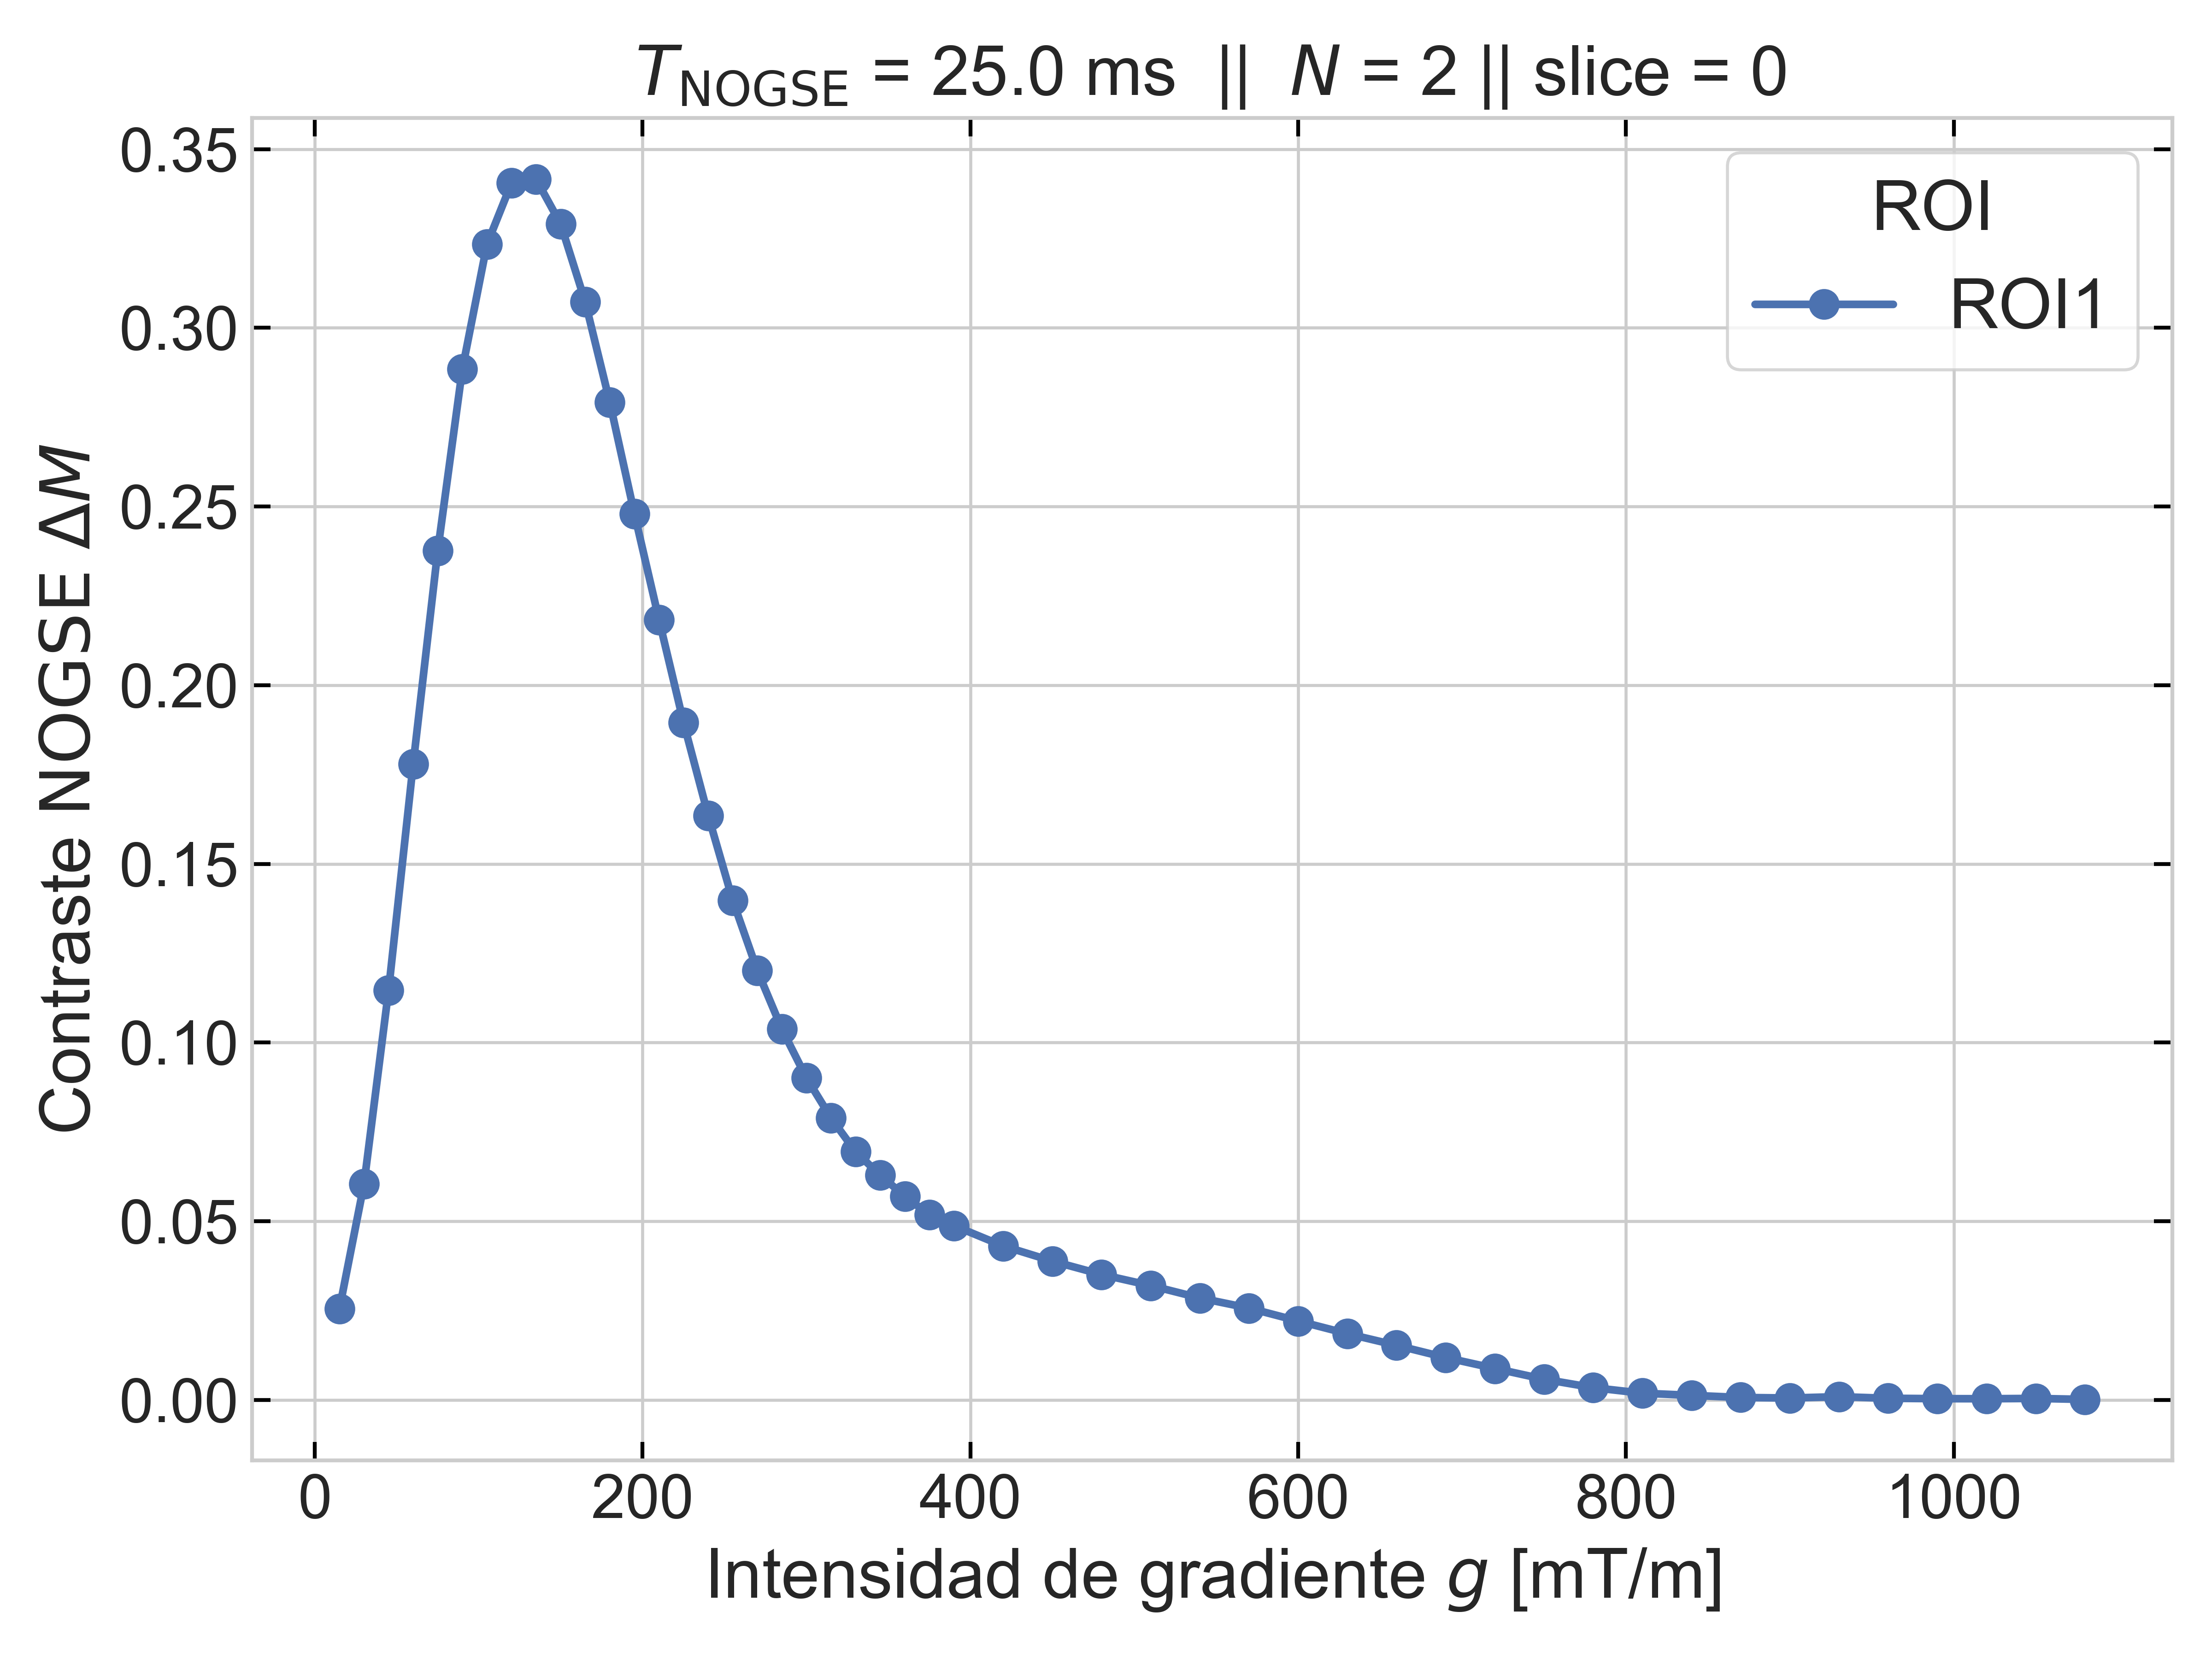 T_NOGSE = 25.0 ms || N = 2 || slice = 0
ROI
ROI1
Contraste NOGSE ΔM
0.35
0.30
0.25
0.20
0.15
0.10
0.05
0.00
0 200 400 600 800 1000
Intensidad de gradiente g [mT/m]